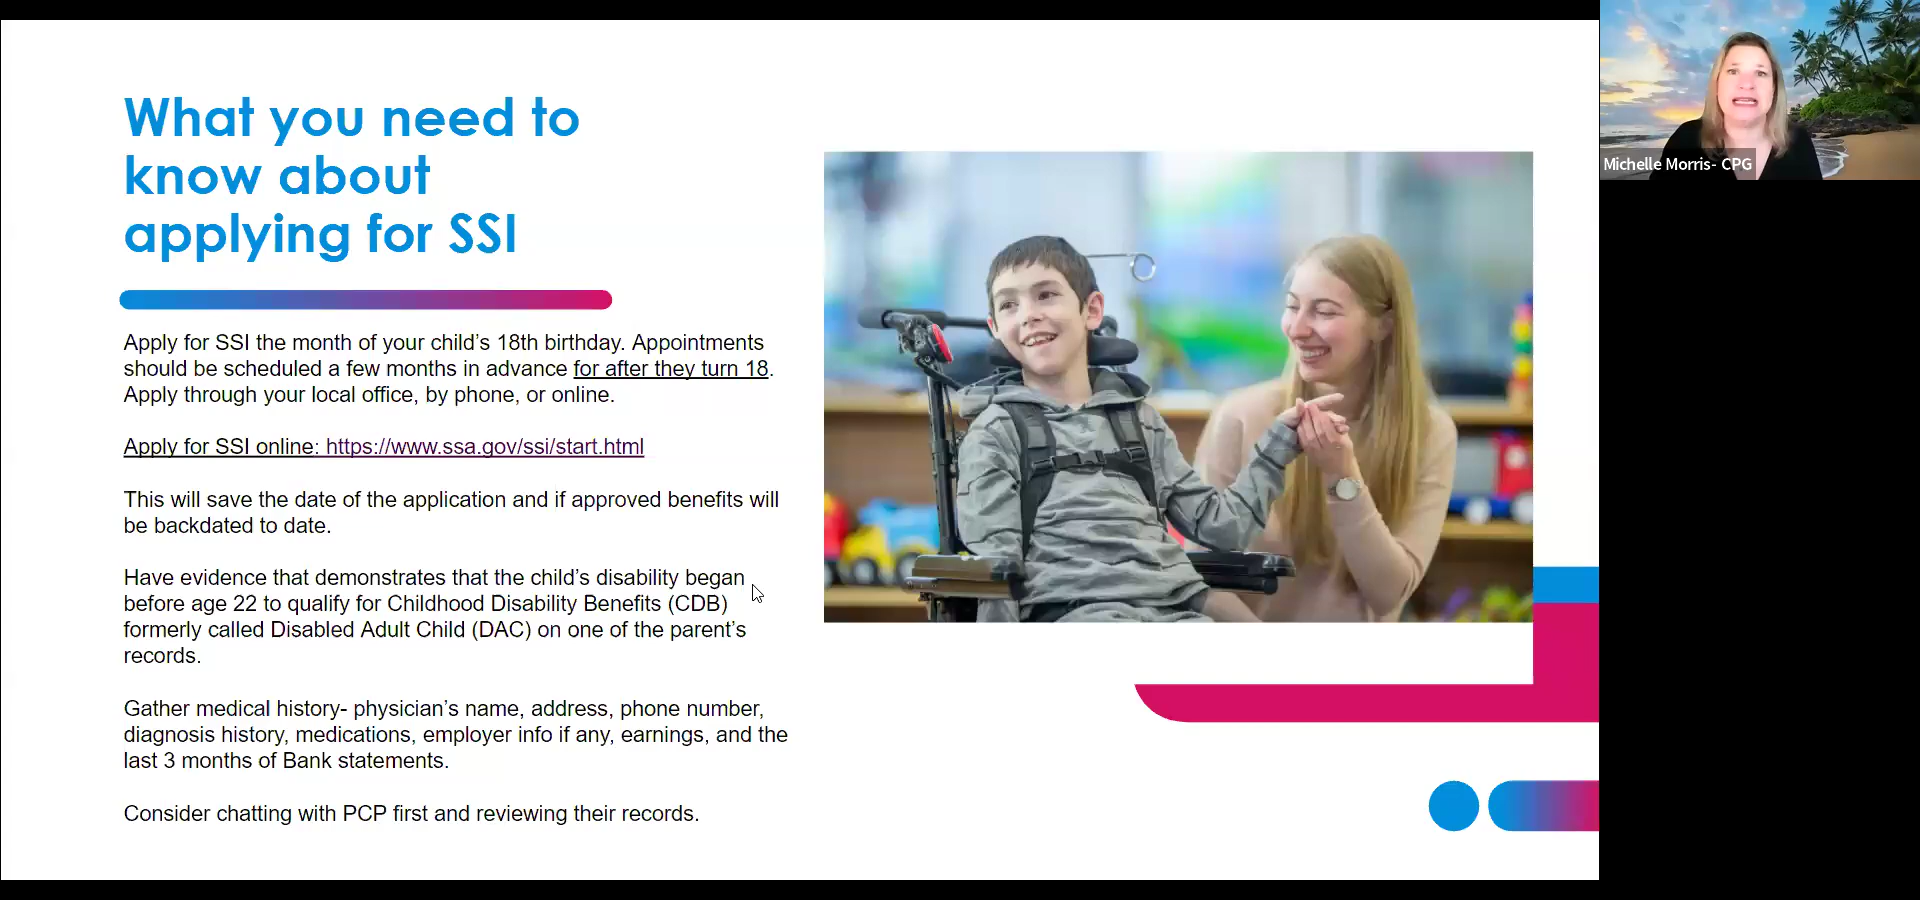 What you need to
know about
applying for SSI
Apply for SSI the month of your child’s 18th birthday. Appointments
should be scheduled a few months in advance for after they turn 18.
Apply through your local office, by phone, or online.
Apply for SSI online: https://www.ssa.gov/ssi/start.html
This will save the date of the application and if approved benefits will
be backdated to date.
Have evidence that demonstrates that the child’s disability began
before age 22 to qualify for Childhood Disability Benefits (CDB)
formerly called Disabled Adult Child (DAC) on one of the parent’s
records.
Gather medical history- physician’s name, address, phone number,
diagnosis history, medications, employer info if any, earnings, and the
last 3 months of Bank statements.
Consider chatting with PCP first and reviewing their records.
Michelle Morris- CPG